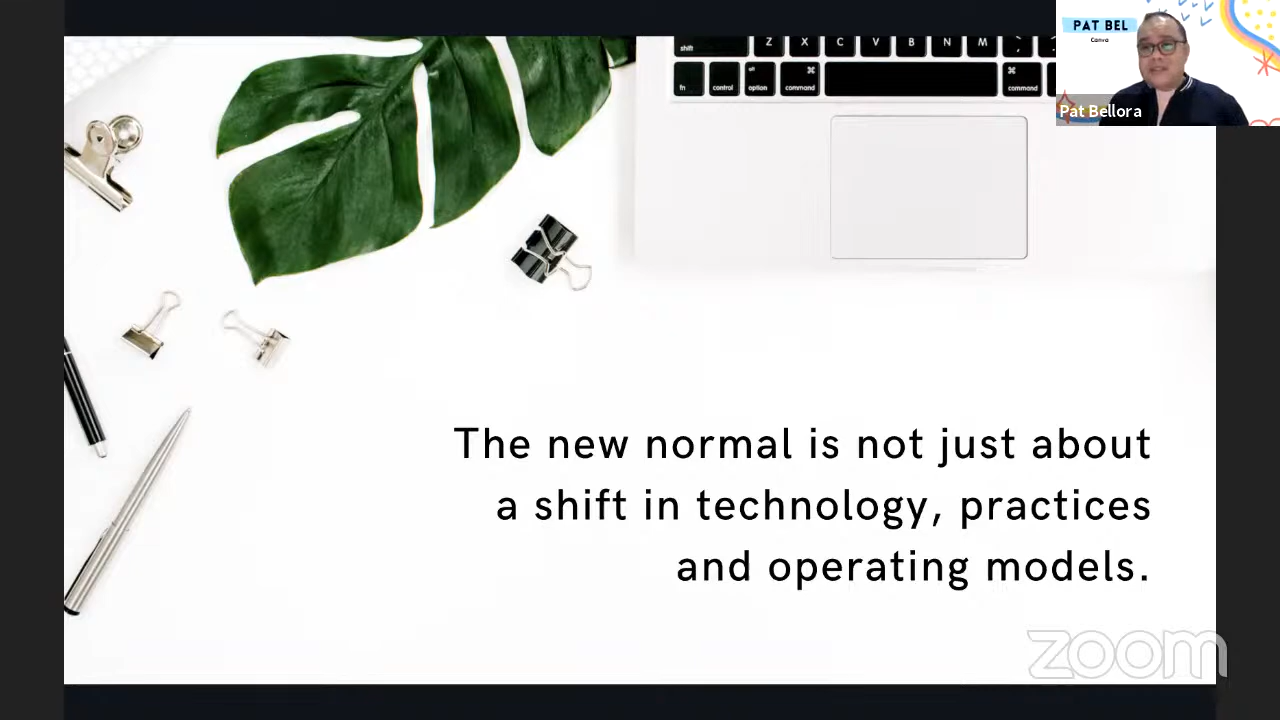 shift
Z X C V B N M
fn
control
alt
option
⌘
command
⌘
command
PAT BEL
Canva
Pat Bellora
The new normal is not just about
a shift in technology, practices
and operating models.
zoom